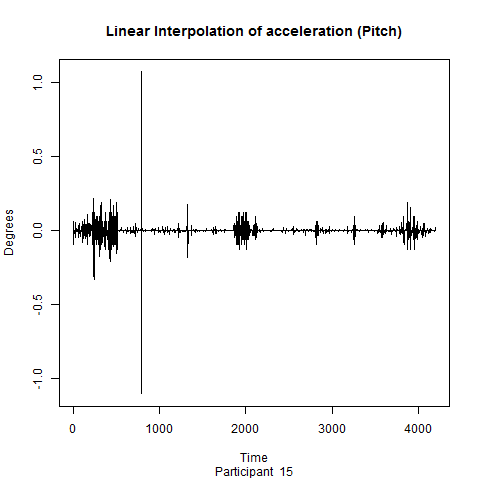 Linear Interpolation of acceleration (Pitch)
1.0
0.5
0.0
-0.5
-1.0
Degrees
0 1000 2000 3000 4000
Time
Participant 15